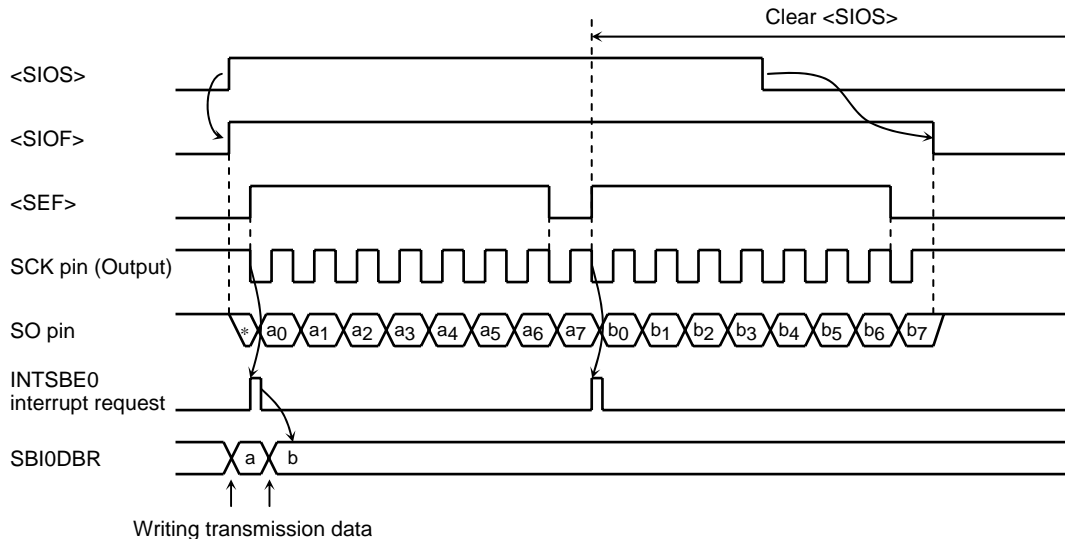 Clear <SIOS>
<SIOS>
<SIOF>
<SEF>
SCK pin (Output)
SO pin
* a0 a1 a2 a3 a4 a5 a6 a7 b0 b1 b2 b3 b4 b5 b6 b7
INTSBE0
interrupt request
SBI0DBR
a b
Writing transmission data